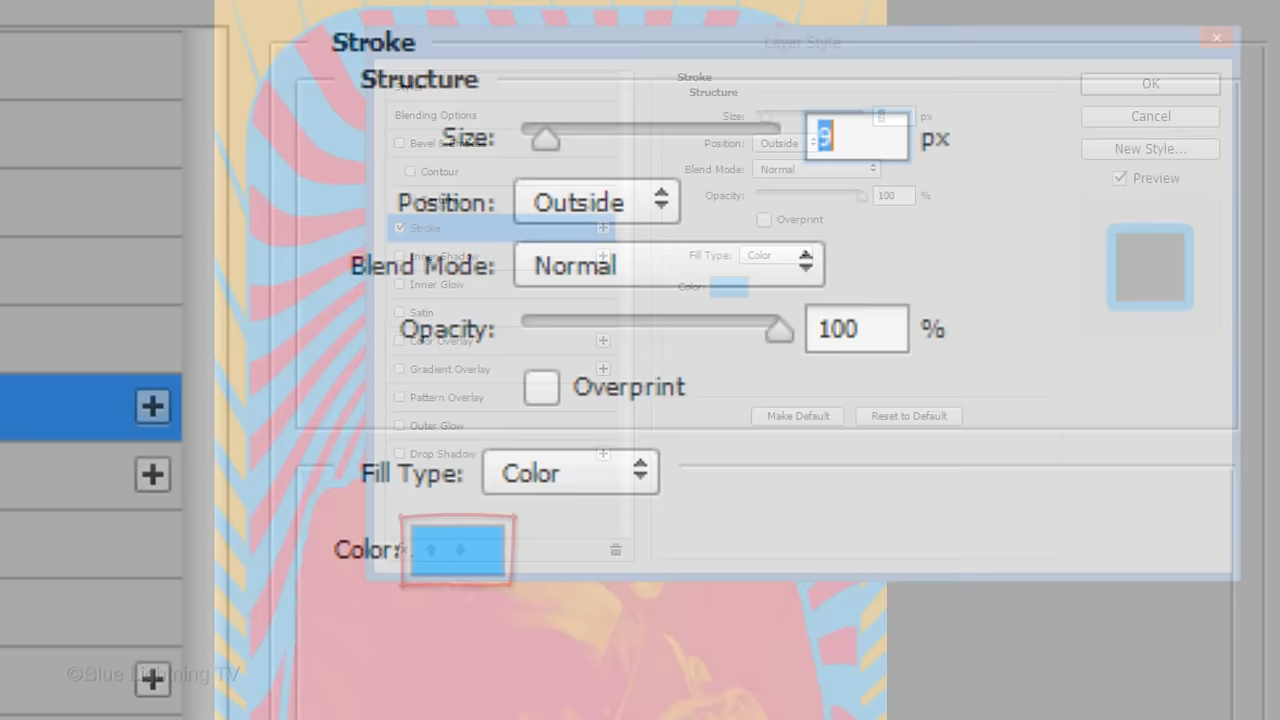 Stroke
Structure
Size: 9 px
Position: Outside
Blend Mode: Normal
Opacity: 100 %
Overprint
Fill Type: Color
Color:
Layer Style
Blending Options
Contour
Stroke
Inner Glow
Satin
Color Overlay
Gradient Overlay
Pattern Overlay
Outer Glow
Drop Shadow
Stroke
Structure
Size: px
Position: Outside
Blend Mode: Normal
Opacity: 100 %
Overprint
Fill Type: Color
Color:
Make Default
Reset to Default
OK
Cancel
New Style...
Preview
©Blue Lightning TV